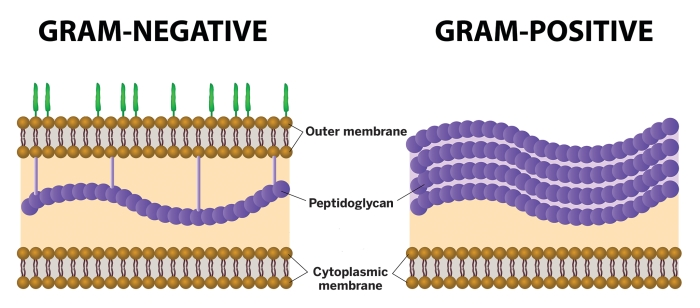 GRAM-NEGATIVE
GRAM-POSITIVE
Outer membrane
Peptidoglycan
Cytoplasmic
membrane